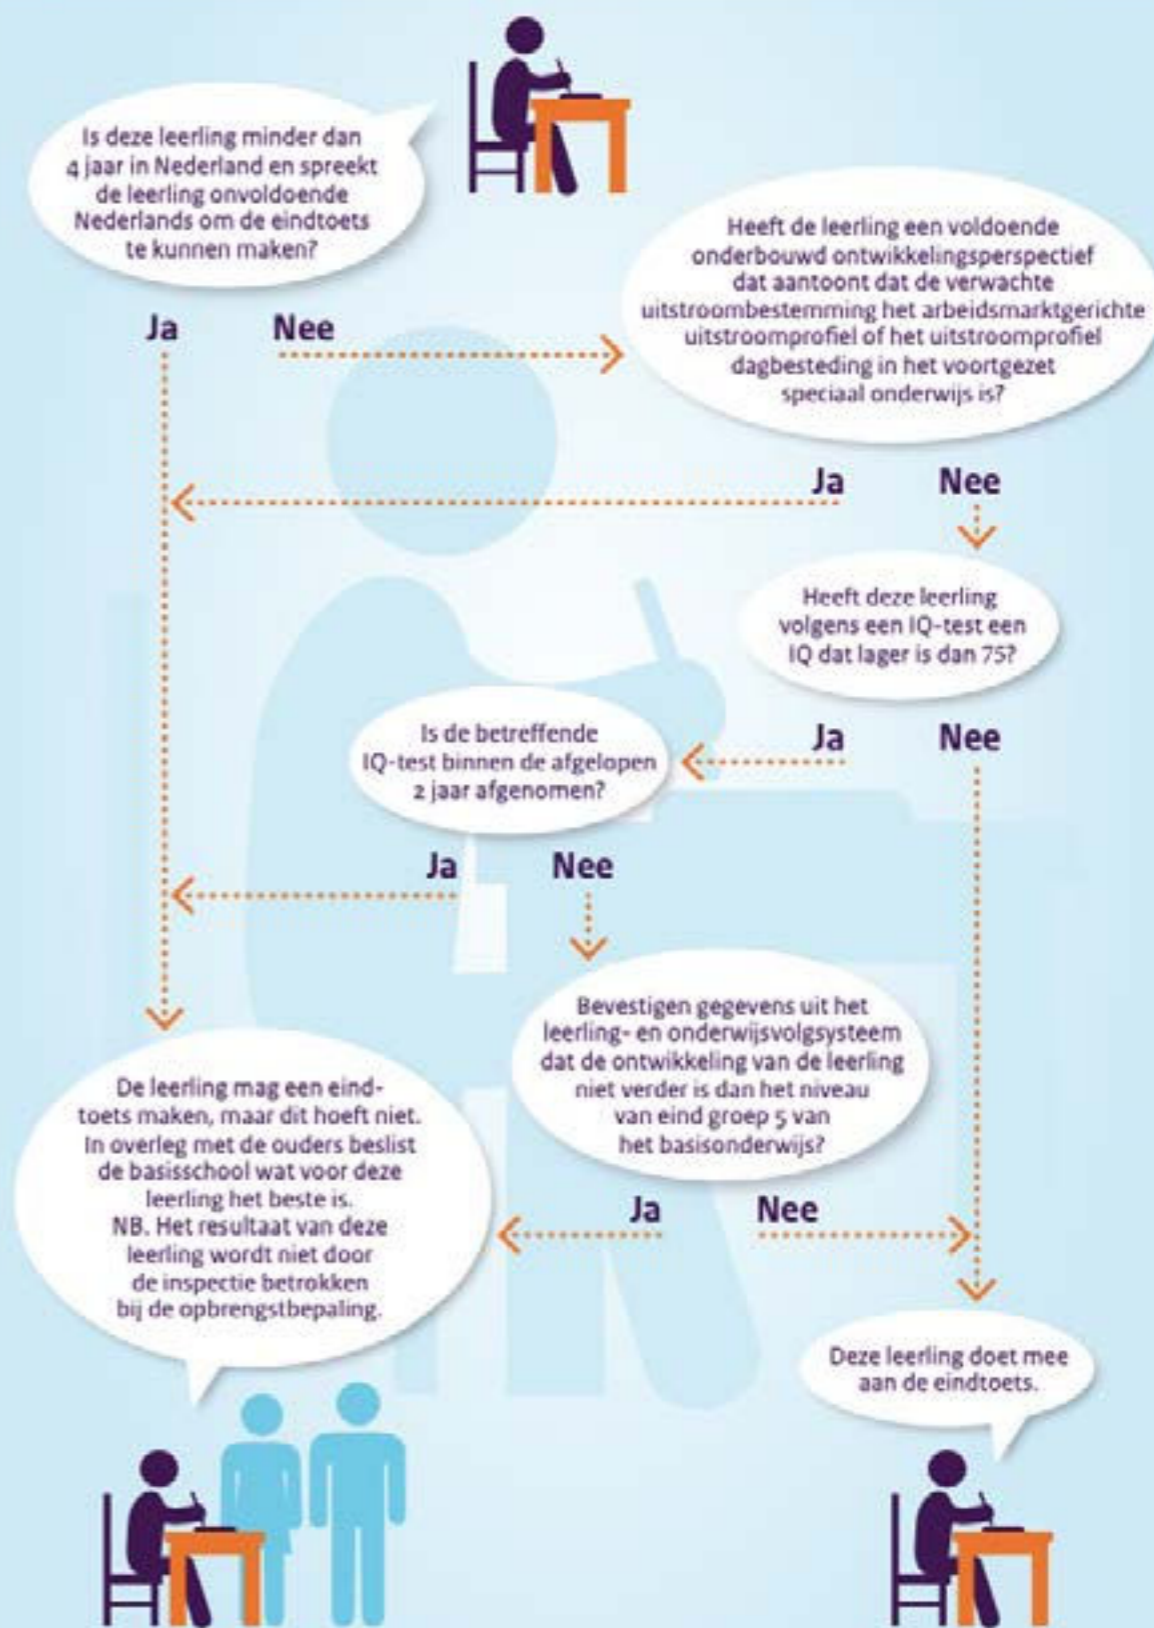 Is deze leerling minder dan
4 jaar in Nederland en spreekt
de leerling onvoldoende
Nederlands om de eindtoets
te kunnen maken?
Ja Nee
Heeft de leerling een voldoende
onderbouwd ontwikkelingsperspectief
dat aantoont dat de verwachte
uitstroombestemming het arbeidsmarktgerichte
uitstroomprofiel of het uitstroomprofiel
dagbesteding in het voortgezet
speciaal onderwijs is?
Ja Nee
Heeft deze leerling
volgens een IQ-test een
IQ dat lager is dan 75?
Ja Nee
Is de betreffende
IQ-test binnen de afgelopen
2 jaar afgenomen?
Ja Nee
Bevestigen gegevens uit het
leerling- en onderwijsvolgsysteem
dat de ontwikkeling van de leerling
niet verder is dan het niveau
van eind groep 5 van
het basisonderwijs?
Ja Nee
De leerling mag een eind-
toets maken, maar dit hoeft niet.
In overleg met de ouders beslist
de basisschool wat voor deze
leerling het beste is.
NB. Het resultaat van deze
leerling wordt niet door
de inspectie betrokken
bij de opbrengstbepaling.
Deze leerling doet mee
aan de eindtoets.